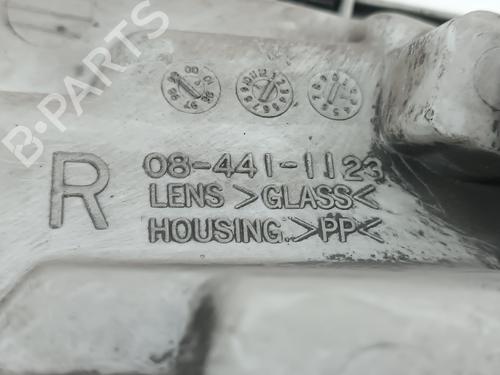 B-PARTS
R
08-441-1123
LENS >GLASS<
HOUSING. >PP<